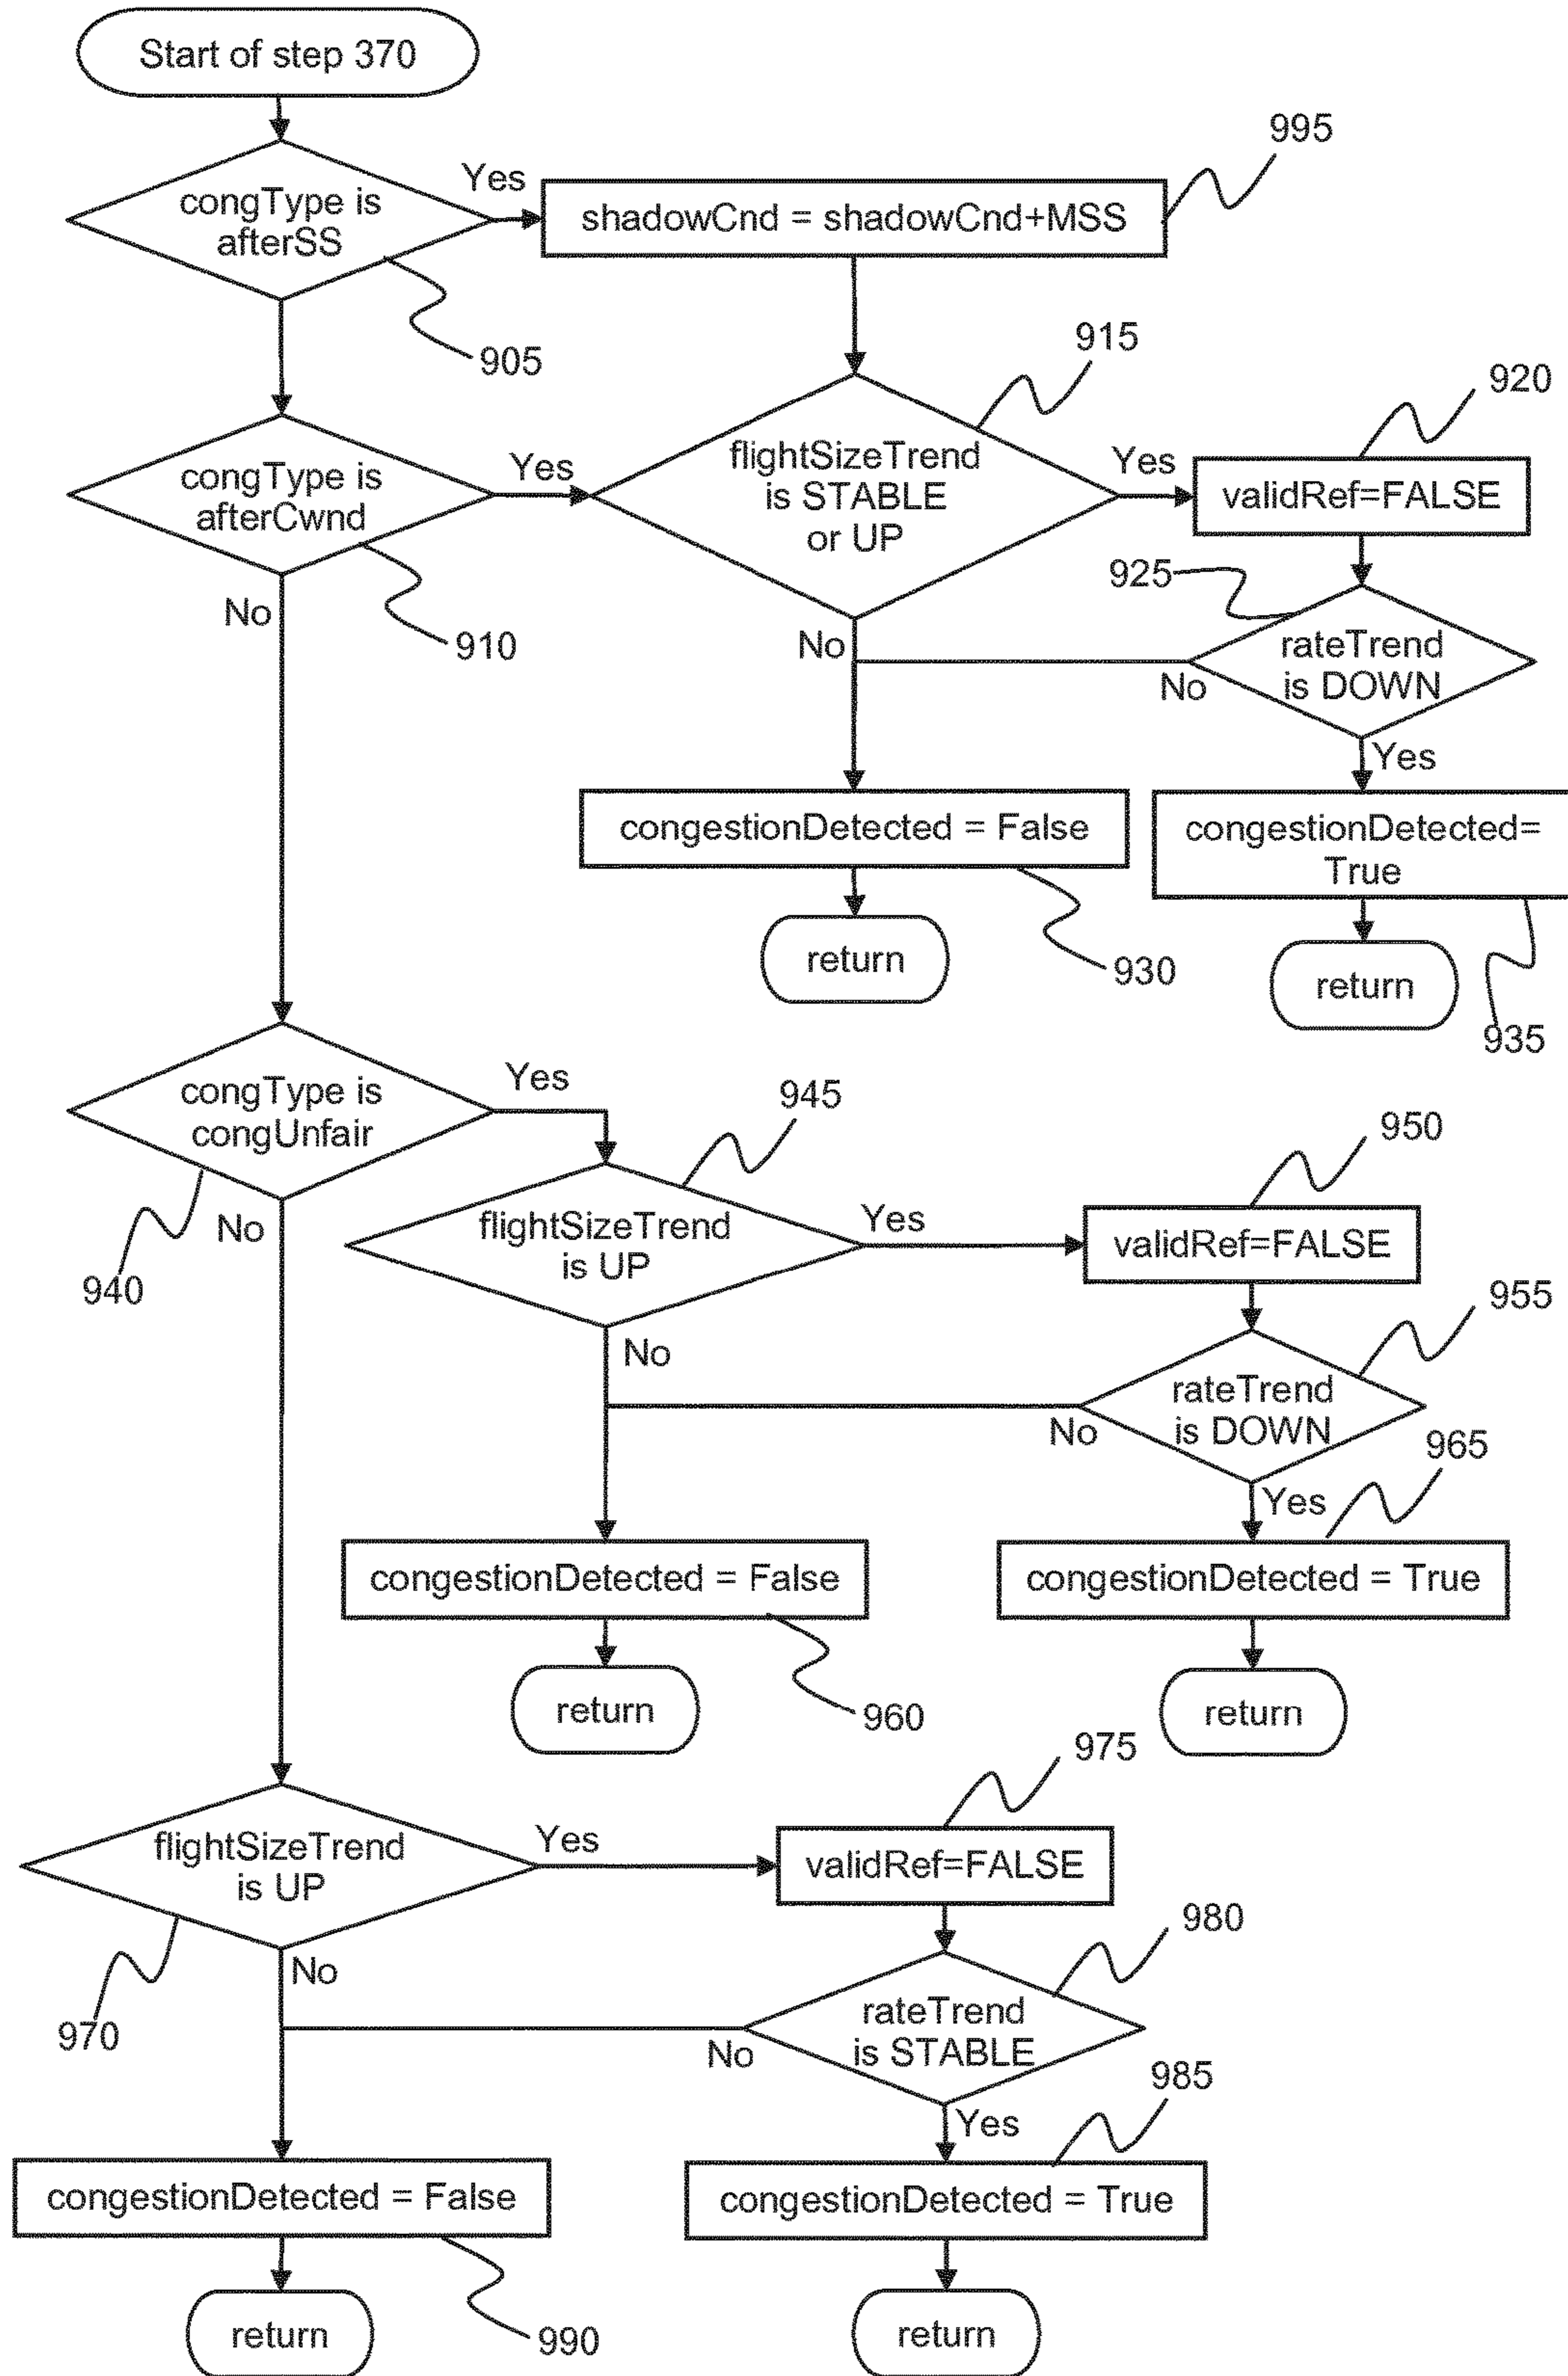 Start of step 370
995
Yes
congType is
afterSS
shadowCnd = shadowCnd+MSS
905
915
920
congType is
afterCwnd
Yes
flightSizeTrend
is STABLE
or UP
Yes
validRef=FALSE
925
No
910
No
rateTrend
is DOWN
No
Yes
congestionDetected = False
congestionDetected=
True
return
930
return
935
congType is
congUnfair
Yes
945
950
940
No
flightSizeTrend
is UP
Yes
validRef=FALSE
955
No
rateTrend
is DOWN
No
965
Yes
congestionDetected = False
congestionDetected = True
return
960
return
975
flightSizeTrend
is UP
Yes
validRef=FALSE
980
970
No
rateTrend
is STABLE
No
985
Yes
congestionDetected = False
congestionDetected = True
return
990
return